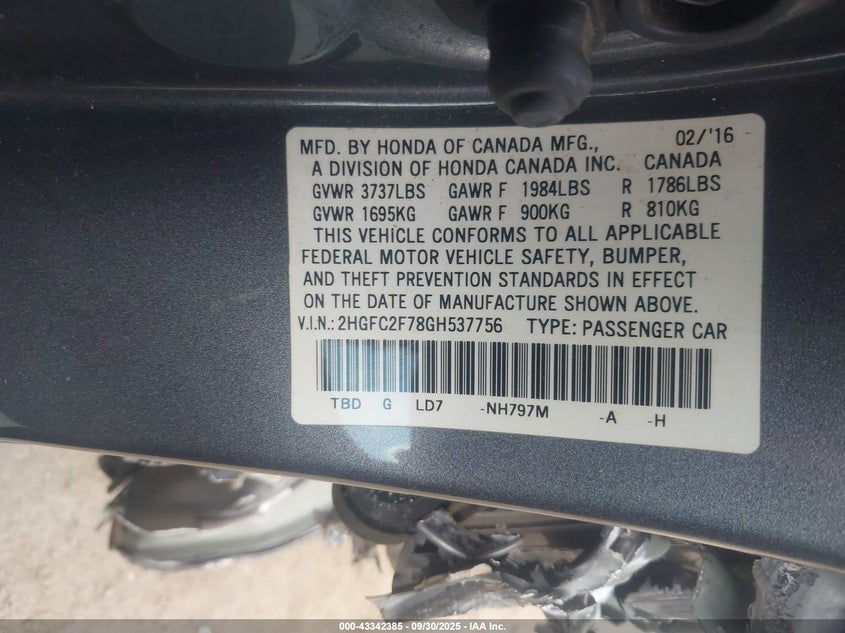 MFD. BY HONDA OF CANADA MFG., 02/'16
A DIVISION OF HONDA CANADA INC. CANADA
GVWR 3737LBS GAWR F 1984LBS R 1786LBS
GVWR 1695KG GAWR F 900KG R 810KG
THIS VEHICLE CONFORMS TO ALL APPLICABLE
FEDERAL MOTOR VEHICLE SAFETY, BUMPER,
AND THEFT PREVENTION STANDARDS IN EFFECT
ON THE DATE OF MANUFACTURE SHOWN ABOVE.
V.I.N.: 2HGFC2F78GH537756 TYPE: PASSENGER CAR
TBD G LD7 -NH797M -A -H
000-43342385 - 09/30/2025 - IAA Inc.